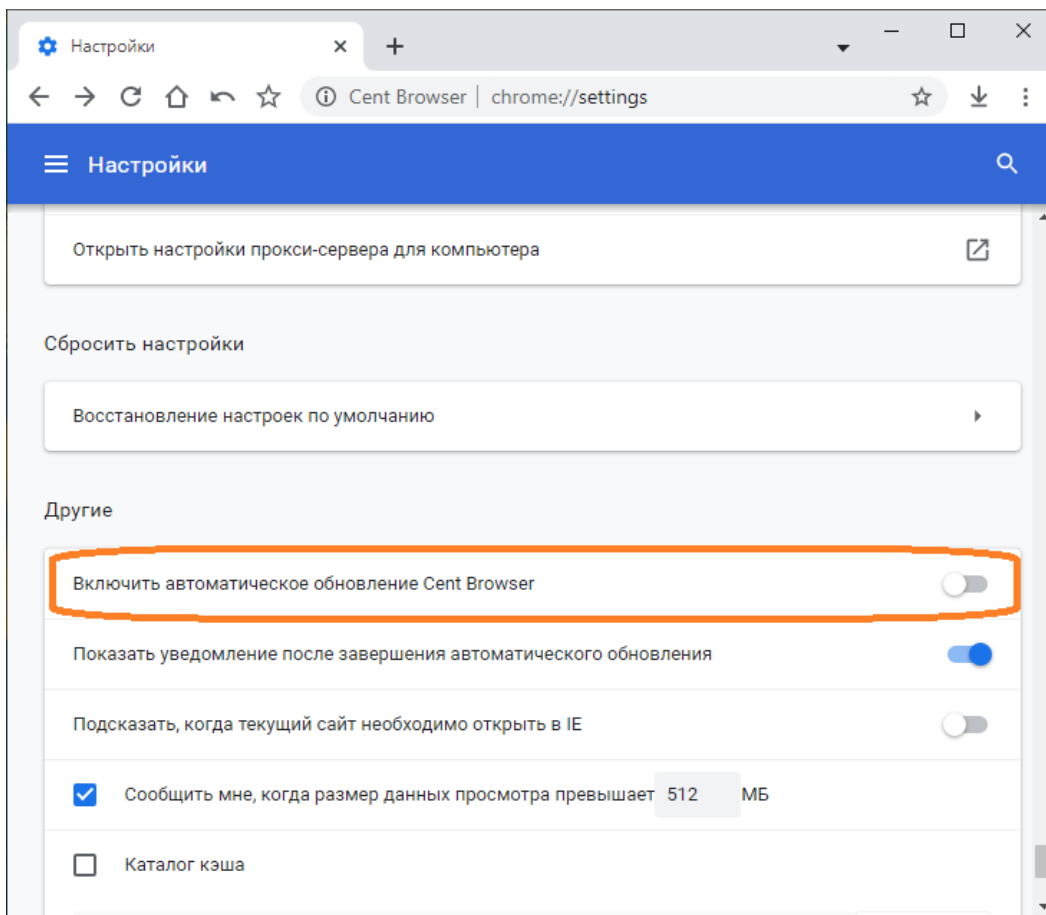 Настройки
Cent Browser | chrome://settings
Настройки
Открыть настройки прокси-сервера для компьютера
Сбросить настройки
Восстановление настроек по умолчанию
Другие
Включить автоматическое обновление Cent Browser
Показать уведомление после завершения автоматического обновления
Подсказать, когда текущий сайт необходимо открыть в IE
Сообщить мне, когда размер данных просмотра превышает 512 МБ
Каталог кэша